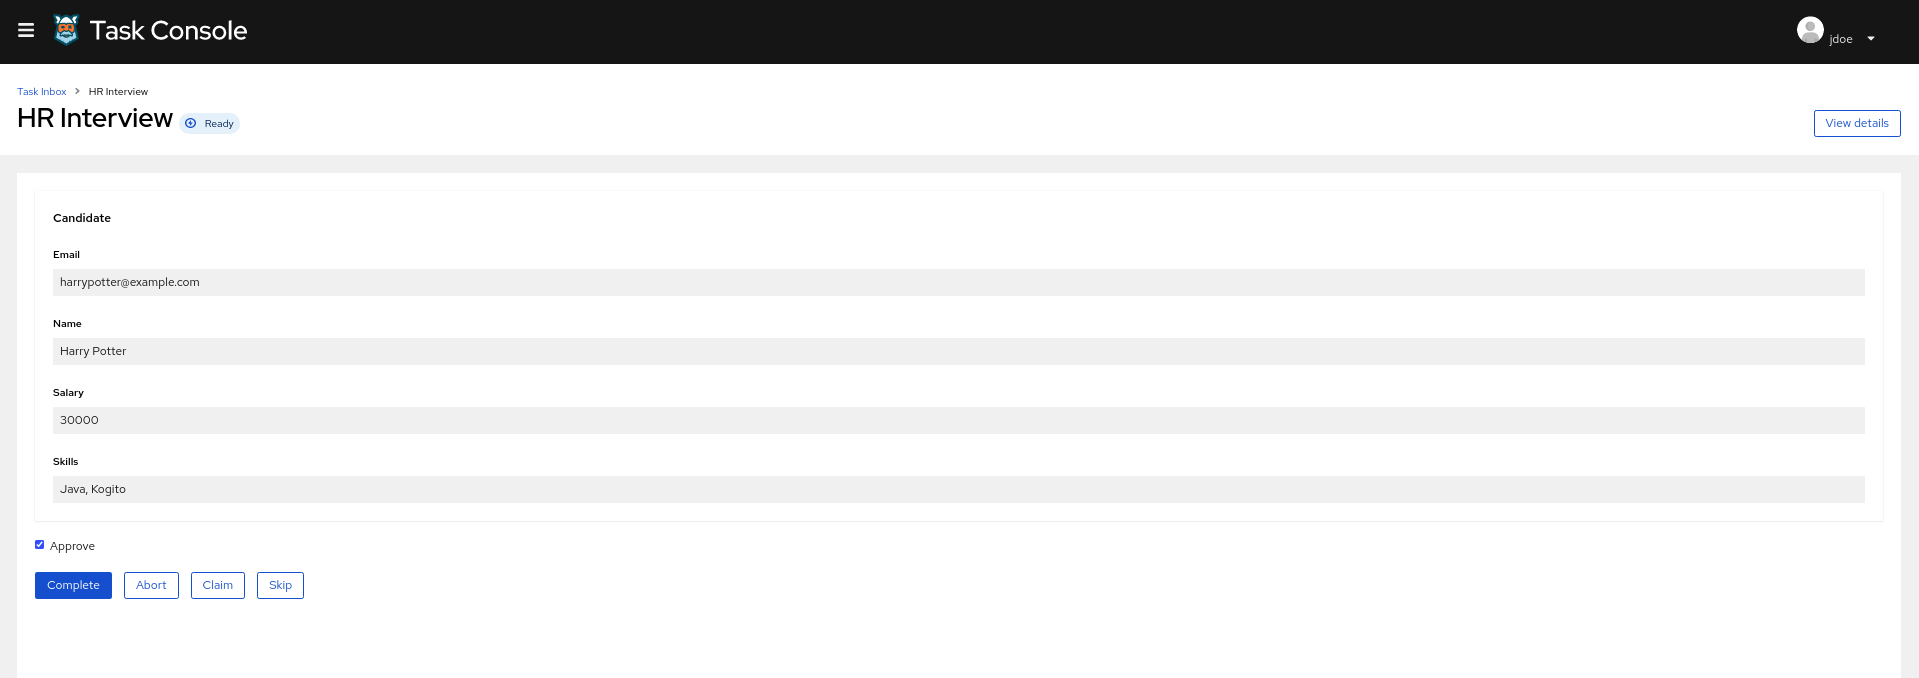 Task Console
jdoe
Task Inbox > HR Interview
HR Interview Ready
View details
Candidate
Email
harrypotter@example.com
Name
Harry Potter
Salary
30000
Skills
Java, Kogito
Approve
Complete Abort Claim Skip